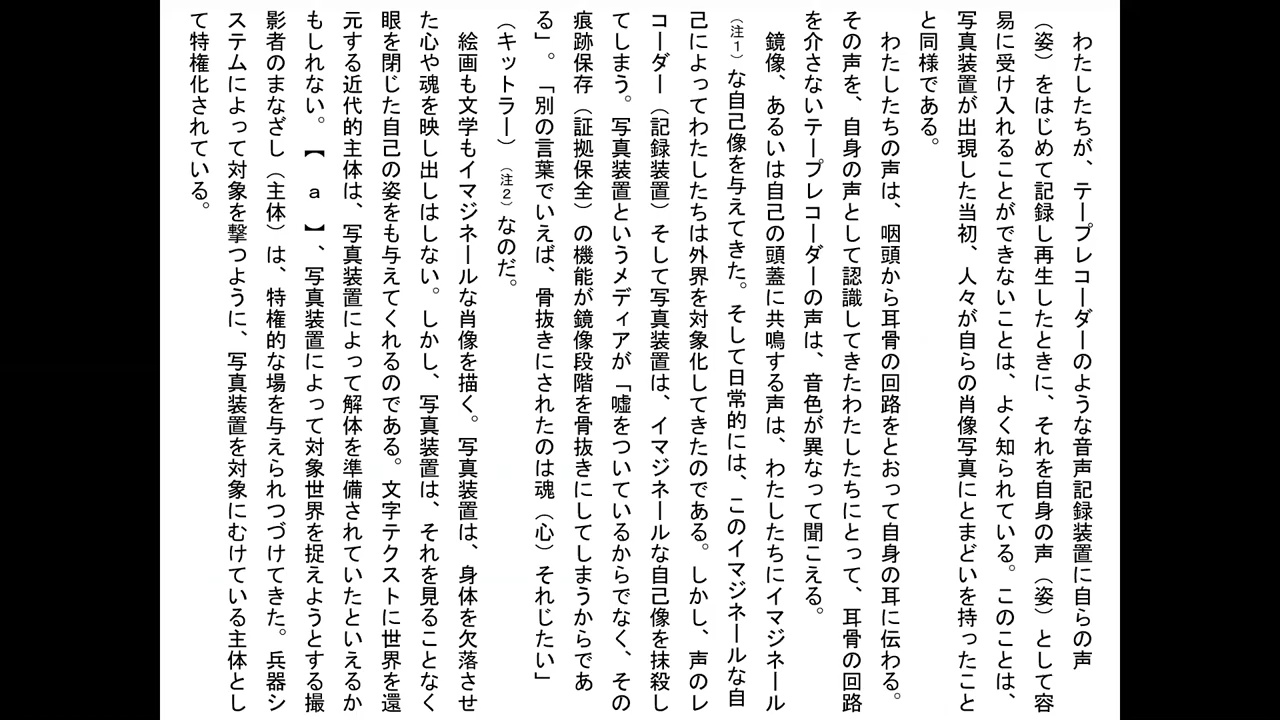 わたしたちが、テープレコーダーのような音声記録装置に自らの声
（姿）をはじめて記録し再生したときに、それを自身の声（姿）として容
易に受け入れることができないことは、よく知られている。このことは、
写真装置が出現した当初、人々が自らの肖像写真にとまどいを持ったこと
と同様である。
わたしたちの声は、咽頭から耳骨の回路をとおって自身の耳に伝わる。
その声を、自身の声として認識してきたわたしたちにとって、耳骨の回路
を介さないテープレコーダーの声は、音色が異なって聞こえる。
鏡像、あるいは自己の頭蓋に共鳴する声は、わたしたちにイマジネール
（注１）な自己像を与えてきた。そして日常的には、このイマジネールな自
己によってわたしたちは外界を対象化してきたのである。しかし、声のレ
コーダー（記録装置）そして写真装置は、イマジネールな自己像を抹殺し
てしまう。写真装置というメディアが「嘘をついているからでなく、その
痕跡保存（証拠保全）の機能が鏡像段階を骨抜きにしてしまうからであ
る」。「別の言葉でいえば、骨抜きにされたのは魂（心）それじたい」
（キットラー）（注２）なのだ。
絵画も文学もイマジネールな肖像を描く。写真装置は、身体を欠落させ
た心や魂を映し出しはしない。しかし、写真装置は、それを見ることなく
眼を閉じた自己の姿をも与えてくれるのである。文字テクストに世界を還
元する近代的主体は、写真装置によって解体を準備されていたといえるか
もしれない。【　ａ　】、写真装置によって対象世界を捉えようとする撮
影者のまなざし（主体）は、特権的な場を与えられつづけてきた。兵器シ
ステムによって対象を撃つように、写真装置を対象にむけている主体とし
て特権化されている。